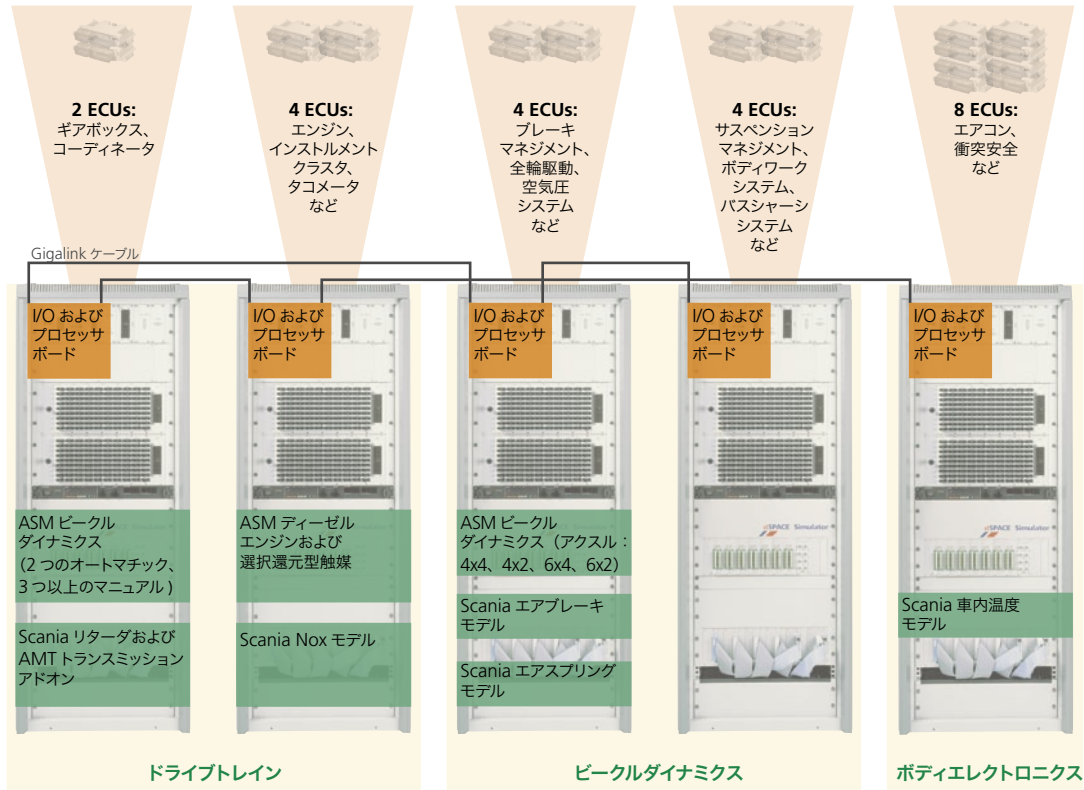 2 ECUs:
ギアボックス、
コーディネータ
4 ECUs:
エンジン、
インストルメント
クラスタ、
タコメータ
など
4 ECUs:
ブレーキ
マネジメント、
全輪駆動、
空気圧
システム
など
4 ECUs:
サスペンション
マネジメント、
ボディワーク
システム、
バスシャーシ
システム
など
8 ECUs:
エアコン、
衝突安全
など
Gigalink ケーブル
I/O および
プロセッサ
ボード
I/O および
プロセッサ
ボード
I/O および
プロセッサ
ボード
I/O および
プロセッサ
ボード
I/O および
プロセッサ
ボード
ASM ビークル
ダイナミクス
（2 つのオートマチック、
3 つ以上のマニュアル )
Scania リターダおよび
AMT トランスミッション
アドオン
ASM ディーゼル
エンジンおよび
選択還元型触媒
Scania Nox モデル
ASM ビークル
ダイナミクス（アクスル：
4x4、4x2、6x4、6x2）
Scania エアブレーキ
モデル
Scania エアスプリング
モデル
dSPACE Simulator
dSPACE Simulator
Scania 車内温度
モデル
ドライブトレイン
ビークルダイナミクス
ボディエレクトロニクス